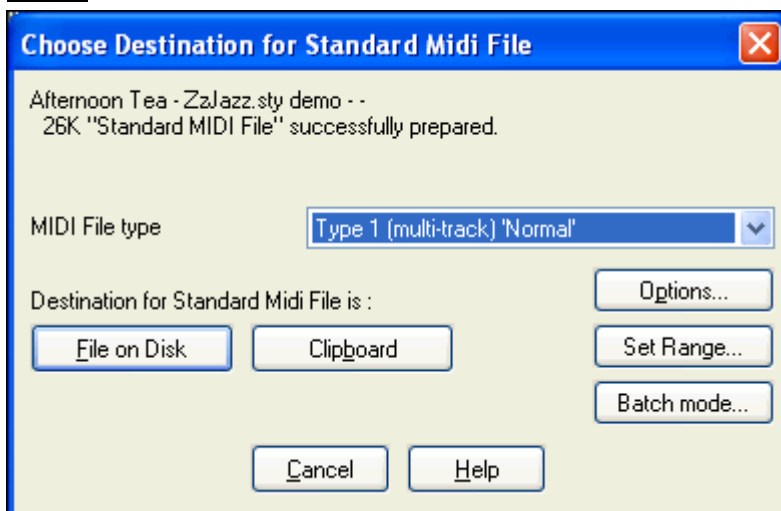 Choose Destination for Standard Midi File
Afternoon Tea - ZzJazz.sty demo - -
26K "Standard MIDI File" successfully prepared.
MIDI File type
Type 1 (multi-track) 'Normal'
Options...
Destination for Standard Midi File is :
File on Disk
Clipboard
Set Range...
Batch mode...
Cancel
Help